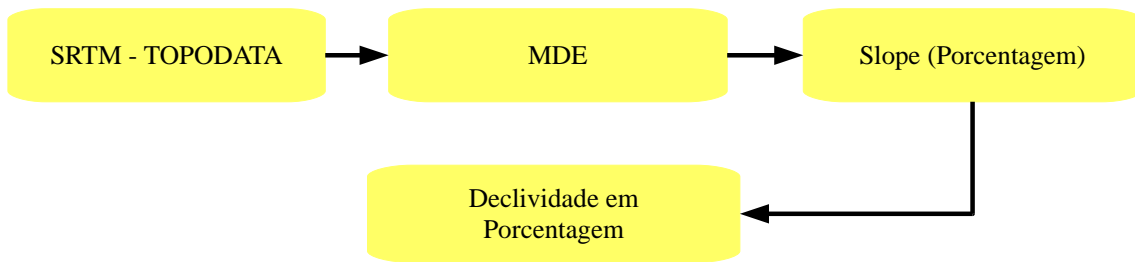 SRTM - TOPODATA
MDE
Slope (Porcentagem)
Declividade em
Porcentagem